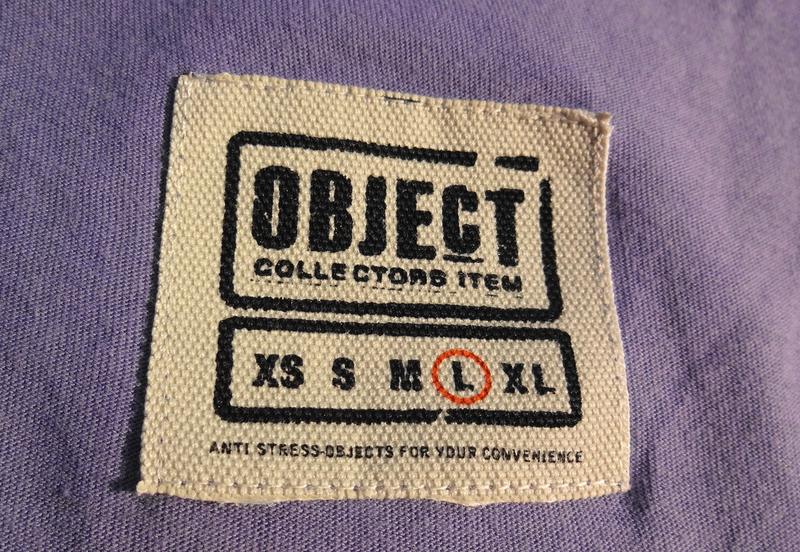 OBJECT
COLLECTORS ITEM
XS S M L XL
ANTI STRESS-OBJECTS FOR YOUR CONVENIENCE